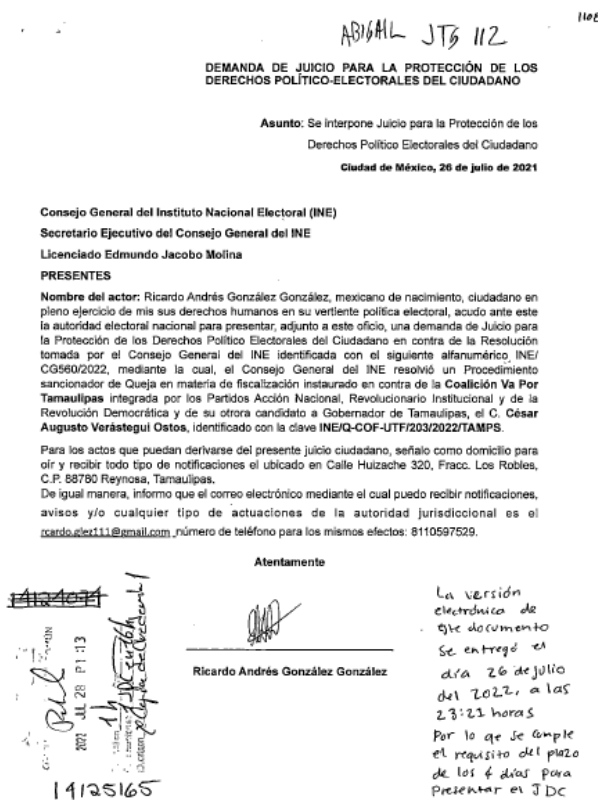 ABIGAIL JTG 112
1108
DEMANDA DE JUICIO PARA LA PROTECCIÓN DE LOS
DERECHOS POLÍTICO-ELECTORALES DEL CIUDADANO
Asunto: Se interpone Juicio para la Protección de los
Derechos Político Electorales del Ciudadano
Ciudad de México, 26 de julio de 2021
Consejo General del Instituto Nacional Electoral (INE)
Secretario Ejecutivo del Consejo General del INE
Licenciado Edmundo Jacobo Molina
PRESENTES
Nombre del actor: Ricardo Andrés González González, mexicano de nacimiento, ciudadano en
pleno ejercicio de mis sus derechos humanos en su vertiente política electoral, acudo ante este
la autoridad electoral nacional para presentar, adjunto a este oficio, una demanda de Juicio para
la Protección de los Derechos Político Electorales del Ciudadano en contra de la Resolución
tomada por el Consejo General del INE identificada con el siguiente alfanumérico INE/
CG560/2022, mediante la cual, el Consejo General del INE resolvió un Procedimiento
sancionador de Queja en materia de fiscalización instaurado en contra de la Coalición Va Por
Tamaulipas integrada por los Partidos Acción Nacional, Revolucionario Institucional y de la
Revolución Democrática y de su otrora candidato a Gobernador de Tamaulipas, el C. César
Augusto Verástegui Ostos, identificado con la clave INE/Q-COF-UTF/203/2022/TAMPS.
Para los actos que puedan derivarse del presente juicio ciudadano, señalo como domicilio para
oír y recibir todo tipo de notificaciones el ubicado en Calle Huizache 320, Fracc. Los Robles,
C.P. 88780 Reynosa, Tamaulipas.
De igual manera, informo que el correo electrónico mediante el cual puedo recibir notificaciones,
avisos y/o cualquier tipo de actuaciones de la autoridad jurisdiccional es el
rcardo.glez111@gmail.com número de teléfono para los mismos efectos: 8110597529.
Atentamente
Ricardo Andrés González González
2022 JUL 28 P 1:13
14125165
La versión
electrónica de
este documento
se entregó el
día 26 de julio
del 2022, a las
23:21 horas
Por lo qe se cumple
el requisito del plazo
de los 4 días para
presentar el JDC